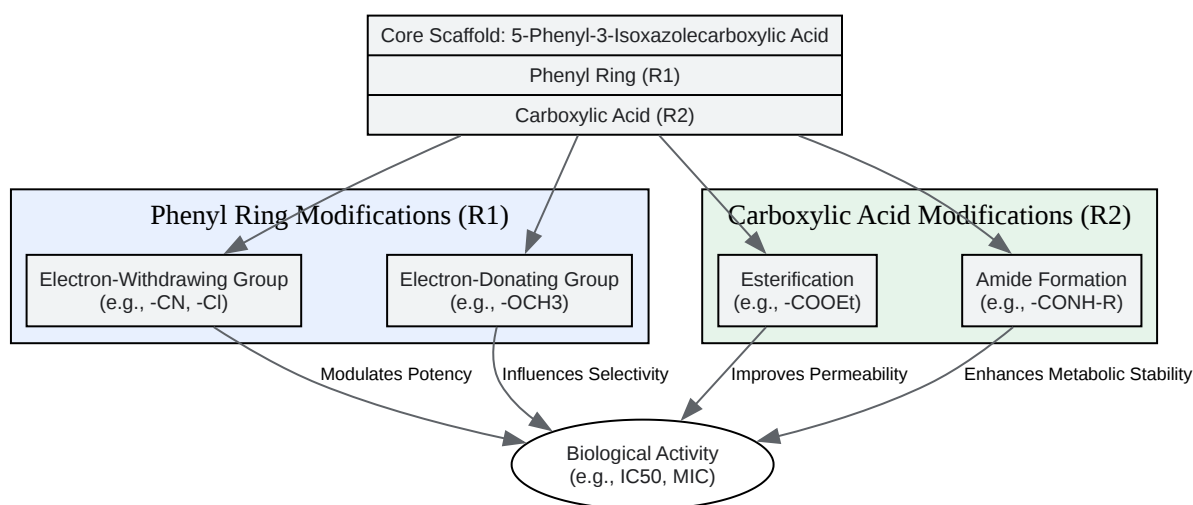 Core Scaffold: 5-Phenyl-3-Isoxazolecarboxylic Acid
Phenyl Ring (R1)
Carboxylic Acid (R2)
Phenyl Ring Modifications (R1)
Electron-Withdrawing Group
(e.g., -CN, -Cl)
Electron-Donating Group
(e.g., -OCH3)
Carboxylic Acid Modifications (R2)
Esterification
(e.g., -COOEt)
Amide Formation
(e.g., -CONH-R)
Modulates Potency
Influences Selectivity
Improves Permeability
Enhances Metabolic Stability
Biological Activity
(e.g., IC50, MIC)